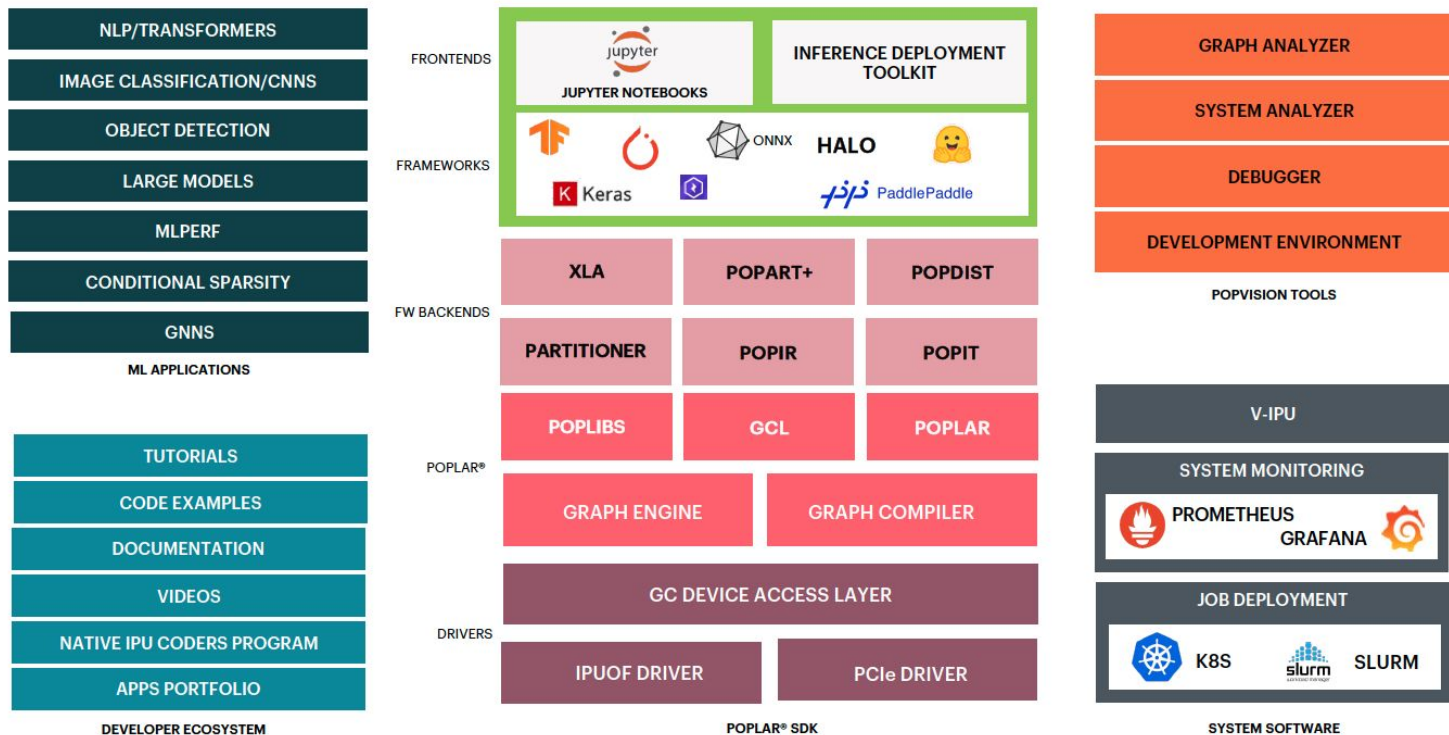 NLP/TRANSFORMERS
IMAGE CLASSIFICATION/CNNS
OBJECT DETECTION
LARGE MODELS
MLPERF
CONDITIONAL SPARSITY
GNNS
ML APPLICATIONS
TUTORIALS
CODE EXAMPLES
DOCUMENTATION
VIDEOS
NATIVE IPU CODERS PROGRAM
APPS PORTFOLIO
DEVELOPER ECOSYSTEM
FRONTENDS
jupyter
JUPYTER NOTEBOOKS
INFERENCE DEPLOYMENT
TOOLKIT
FRAMEWORKS
ONNX
HALO
K Keras
PaddlePaddle
FW BACKENDS
XLA
POPART+
POPDIST
PARTITIONER
POPIR
POPIT
POPLAR®
POPLIBS
GCL
POPLAR
GRAPH ENGINE
GRAPH COMPILER
DRIVERS
GC DEVICE ACCESS LAYER
IPUOF DRIVER
PCIe DRIVER
POPLAR® SDK
GRAPH ANALYZER
SYSTEM ANALYZER
DEBUGGER
DEVELOPMENT ENVIRONMENT
POPVISION TOOLS
V-IPU
SYSTEM MONITORING
PROMETHEUS
GRAFANA
JOB DEPLOYMENT
K8S
slurm
SLURM
SYSTEM SOFTWARE